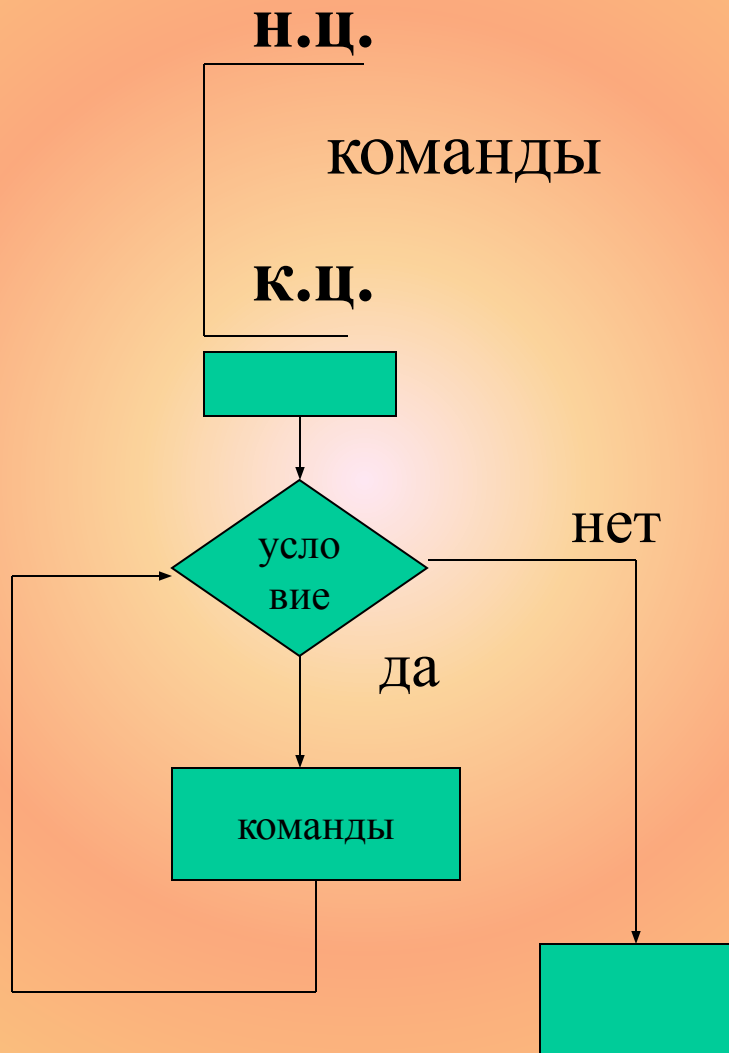 н.ц.
команды
к.ц.
нет
усло
вие
да
команды